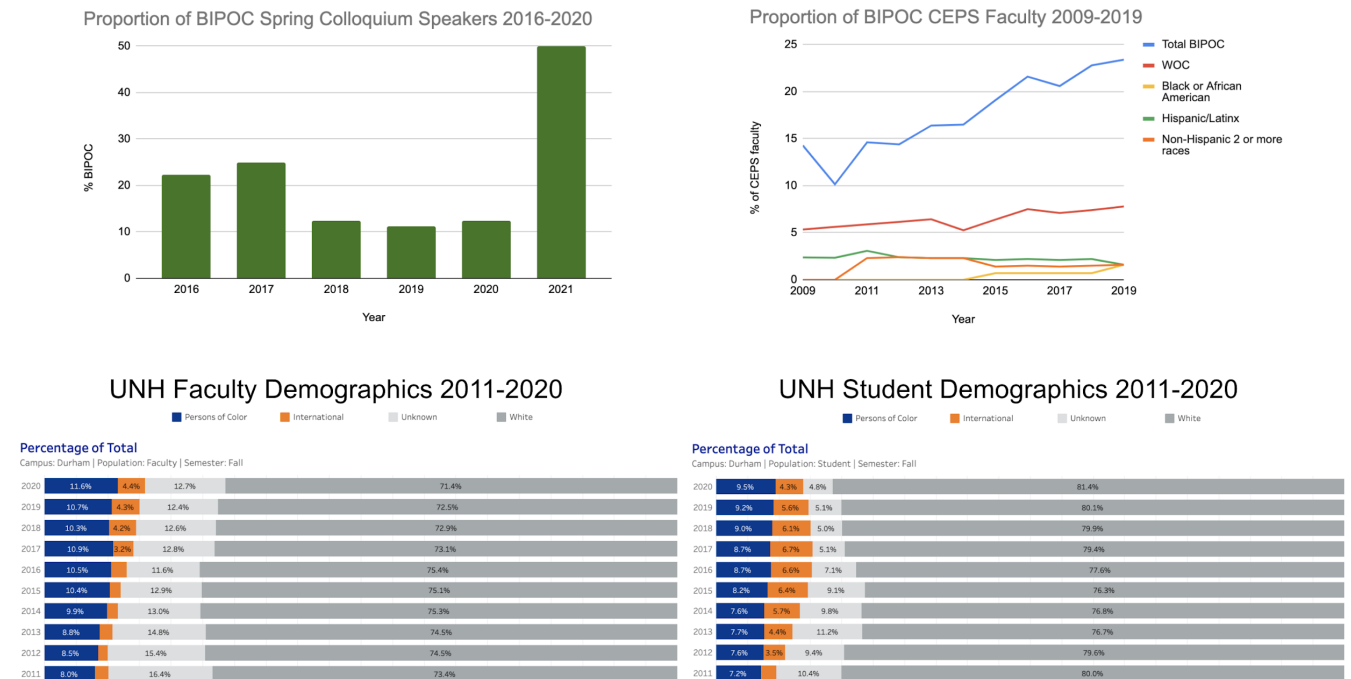 Proportion of BIPOC Spring Colloquium Speakers 2016-2020
50
40
30
20
10
0
% BIPOC
2016 2017 2018 2019 2020 2021
Year
Proportion of BIPOC CEPS Faculty 2009-2019
25
20
15
10
5
0
% of CEPS faculty
2009 2011 2013 2015 2017 2019
Year
Total BIPOC
WOC
Black or African
American
Hispanic/Latinx
Non-Hispanic 2 or more
races
UNH Faculty Demographics 2011-2020
Persons of Color International Unknown White
Percentage of Total
Campus: Durham | Population: Faculty | Semester: Fall
2020 11.6% 4.4% 12.7% 71.4%
2019 10.7% 4.3% 12.4% 72.5%
2018 10.3% 4.2% 12.6% 72.9%
2017 10.9% 3.2% 12.8% 73.1%
2016 10.5% 11.6% 75.4%
2015 10.4% 12.9% 75.1%
2014 9.9% 13.0% 75.3%
2013 8.8% 14.8% 74.5%
2012 8.5% 15.4% 74.5%
2011 8.0% 16.4% 73.4%
UNH Student Demographics 2011-2020
Persons of Color International Unknown White
Percentage of Total
Campus: Durham | Population: Student | Semester: Fall
2020 9.5% 4.3% 4.8% 81.4%
2019 9.2% 5.6% 5.1% 80.1%
2018 9.0% 6.1% 5.0% 79.9%
2017 8.7% 6.7% 5.1% 79.4%
2016 8.7% 6.6% 7.1% 77.6%
2015 8.2% 6.4% 9.1% 76.3%
2014 7.6% 5.7% 9.8% 76.8%
2013 7.7% 4.4% 11.2% 76.7%
2012 7.6% 3.5% 9.4% 79.6%
2011 7.2% 10.4% 80.0%